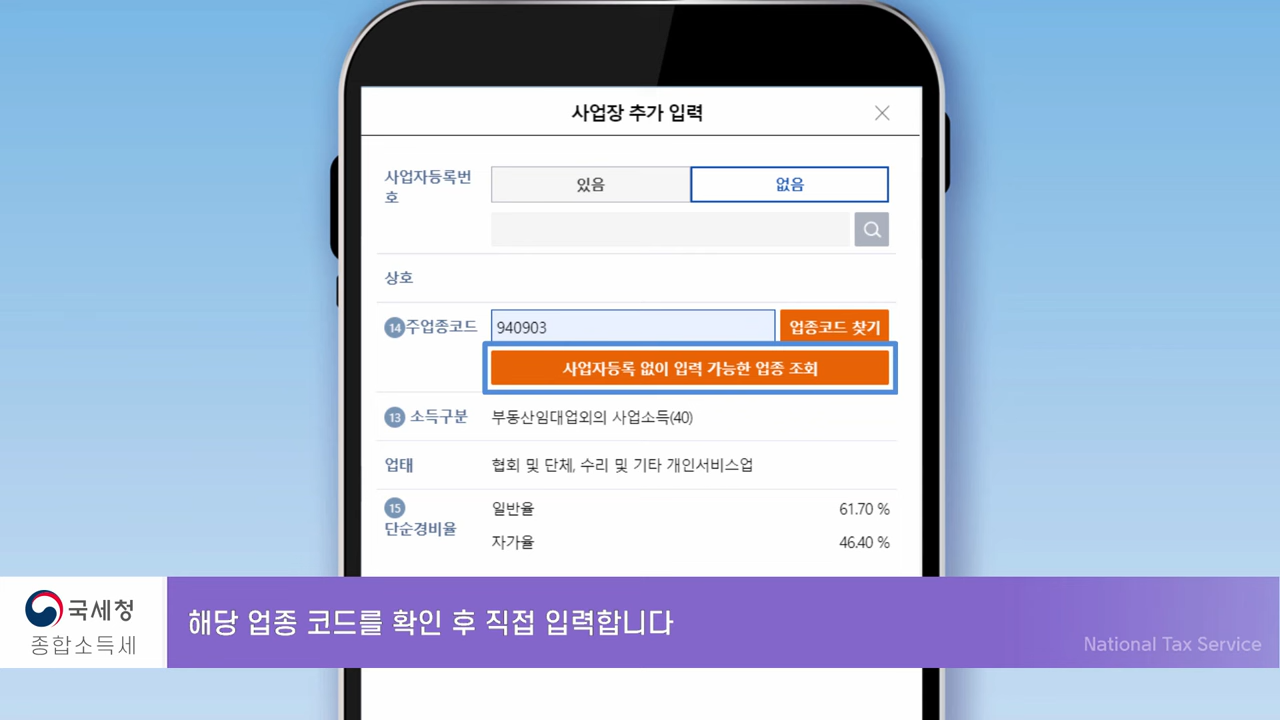 사업장 추가 입력
사업자등록번호
있음
없음
상호
14 주업종코드
940903
업종코드 찾기
사업자등록 없이 입력 가능한 업종 조회
13 소득구분
부동산임대업외의 사업소득(40)
업태
협회 및 단체, 수리 및 기타 개인서비스업
15
단순경비율
일반율
61.70 %
자가율
46.40 %
국세청
종합소득세
해당 업종 코드를 확인 후 직접 입력합니다
National Tax Service